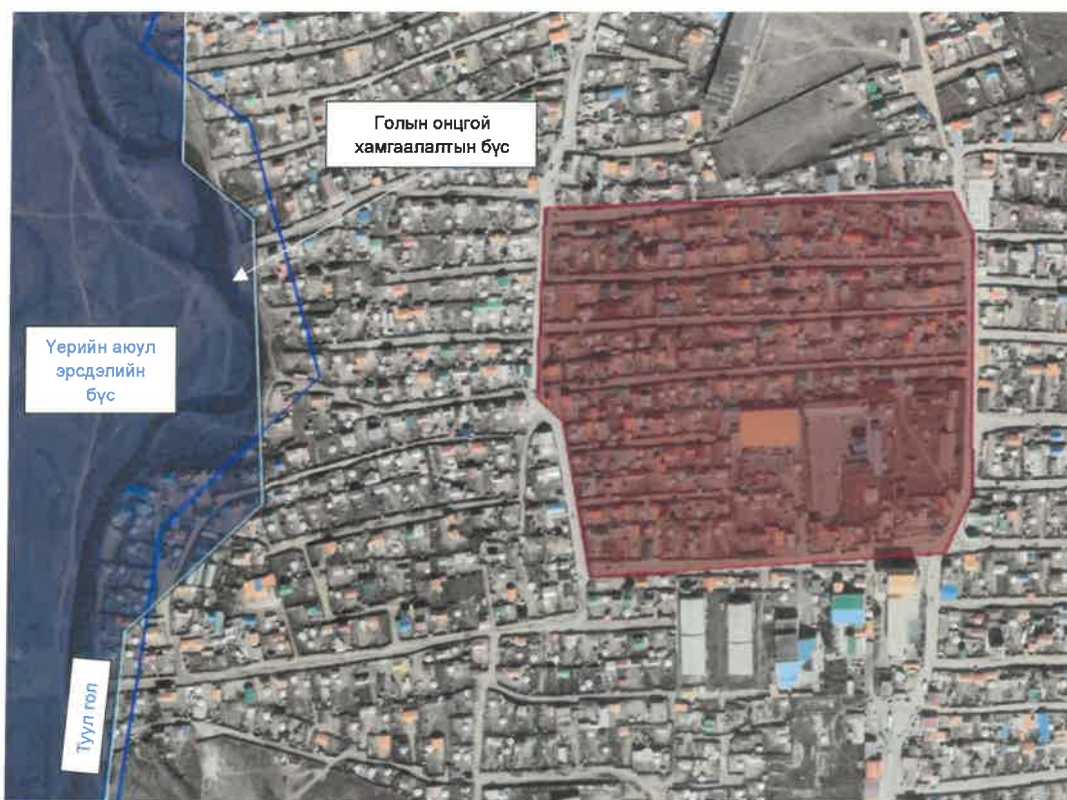 Голын онцгой
хамгаалалтын бүс
Үерийн аюул
эрсдэлийн
бүс
Туул гол